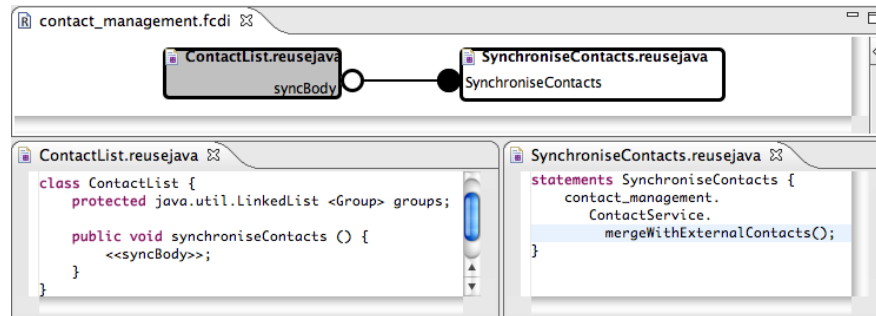 contact_management.fcdi
ContactList.reusejava
syncBody
SynchroniseContacts.reusejava
SynchroniseContacts
ContactList.reusejava
class ContactList {
protected java.util.LinkedList <Group> groups;
public void synchroniseContacts () {
<<syncBody>>;
}
}
SynchroniseContacts.reusejava
statements SynchroniseContacts {
contact_management.
ContactService.
mergeWithExternalContacts();
}